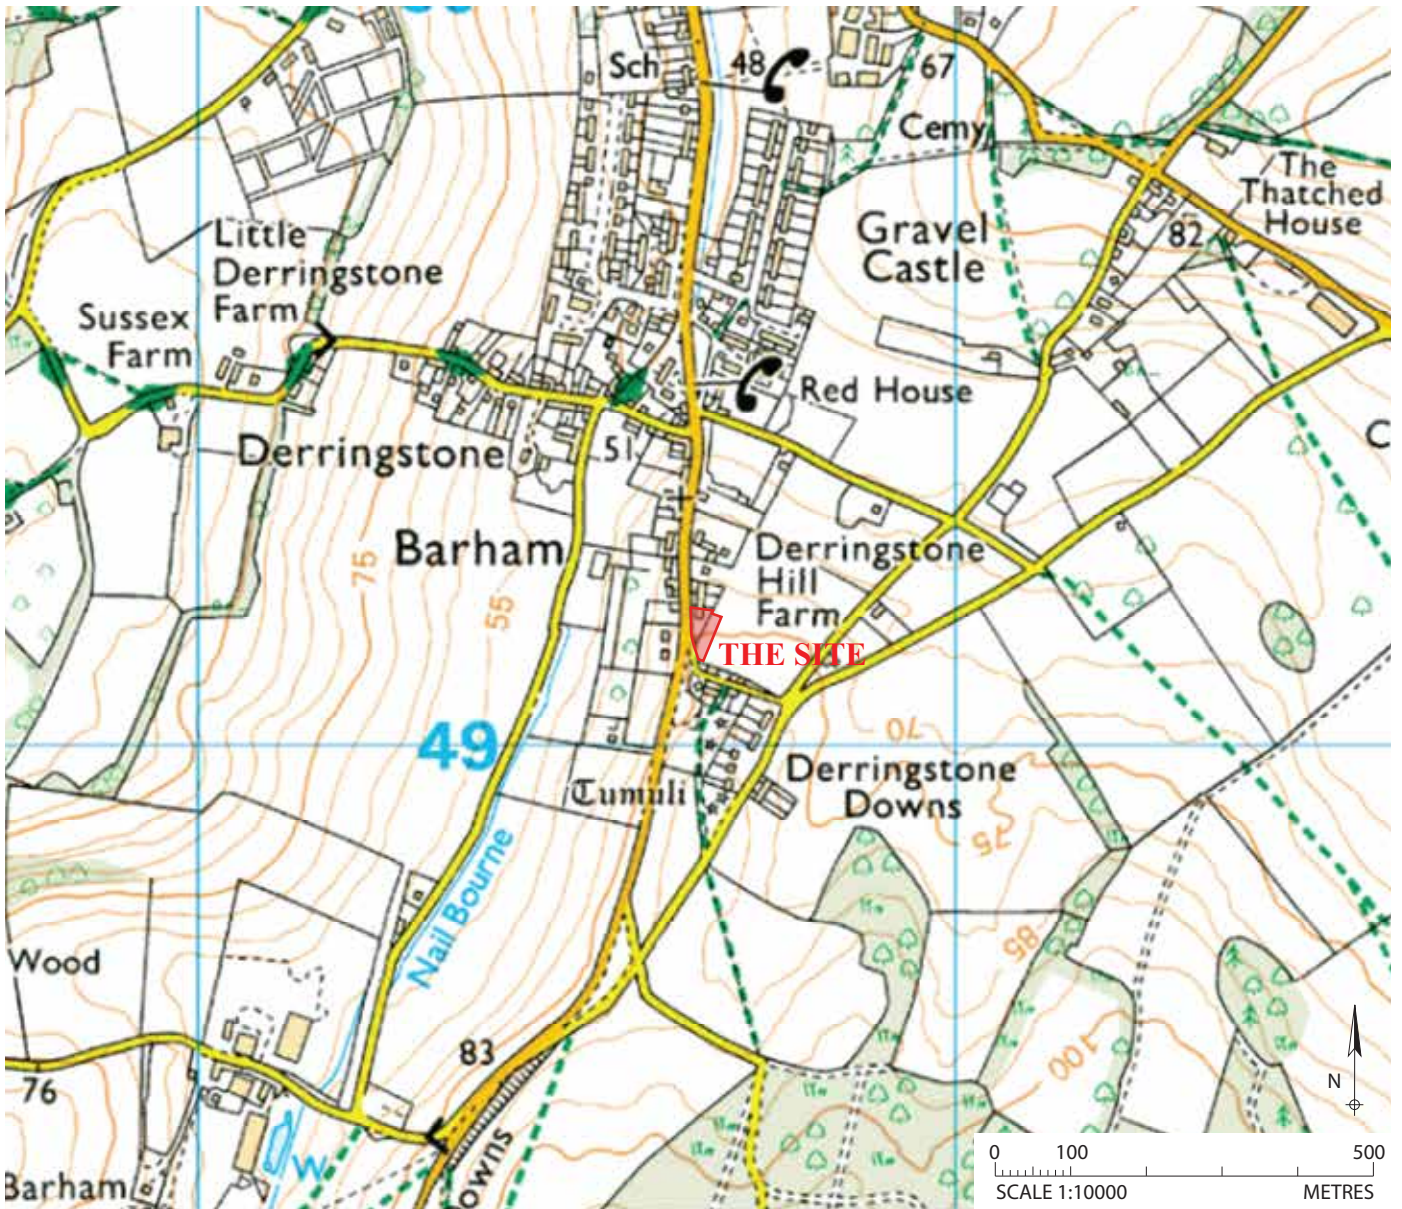 Sch
48
67
Cemy
The
Thatched
House
82
Gravel
Castle
Little
Derringstone
Farm
Sussex
Farm
Red House
C
Derringstone
51
75
Barham
55
Derringstone
Hill
Farm
THE SITE
49
70
Tumuli
Derringstone
Downs
75
Nail Bourne
85
Wood
83
100
76
W
owns
Barham
N
0 100 500
SCALE 1:10000 METRES